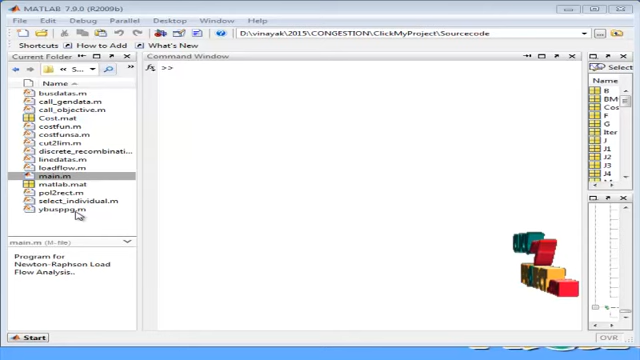 MATLAB 7.9.0 (R2009b)
File Edit Debug Parallel Desktop Window Help
D:\vinayak\2015\CONGESTION\ClickMyProject\Sourcecode
Shortcuts How to Add What's New
Current Folder
Command Window
Select
« S...
fx >>
Name
Name
busdatas.m
call_gendata.m
call_objective.m
Cost.mat
costfun.m
costfunsa.m
cut2lim.m
discrete_recombinati...
linedatas.m
loadflow.m
main.m
matlab.mat
pol2rect.m
select_individual.m
ybusppg.m
B
BM
Cos
F
G
Iter
J
J1
J2
J3
J4
main.m (M-file)
Program for
Newton-Raphson Load
Flow Analysis..
Start
OVR